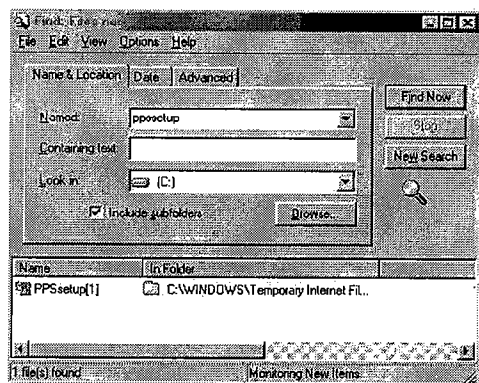 Find: Files
File Edit View Options Help
Name & Location Date Advanced
Named: ppssetup
Containing text:
Look in: (C:)
Include subfolders
Browse...
Find Now
Stop
New Search
Name In Folder
PPSsetup[1] C:\WINDOWS\Temporary Internet Fil...
1 file(s) found Monitoring New Items